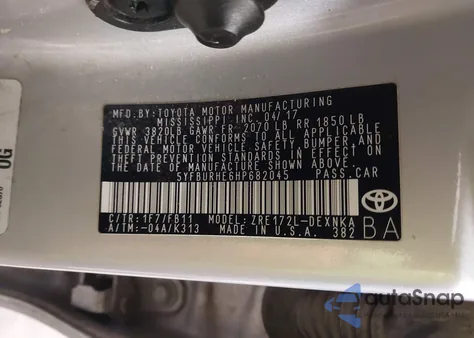 MFD.BY:TOYOTA MOTOR MANUFACTURING
MISSISSIPPI INC. 04/17
GVWR 3820LB GAWR FR 2070 LB RR 1850 LB
THIS VEHICLE CONFORMS TO ALL APPLICABLE
FEDERAL MOTOR VEHICLE SAFETY, BUMPER, AND
THEFT PREVENTION STANDARDS IN EFFECT ON
THE DATE OF MANUFACTURE SHOWN ABOVE.
5YFBURHE6HP682045 PASS.CAR
C/TR:1F7/FB11 MODEL:ZRE172L-DEXNKA
A/TM:-04A/K313 MADE IN U.S.A. 382
BA
OG
autoSnap